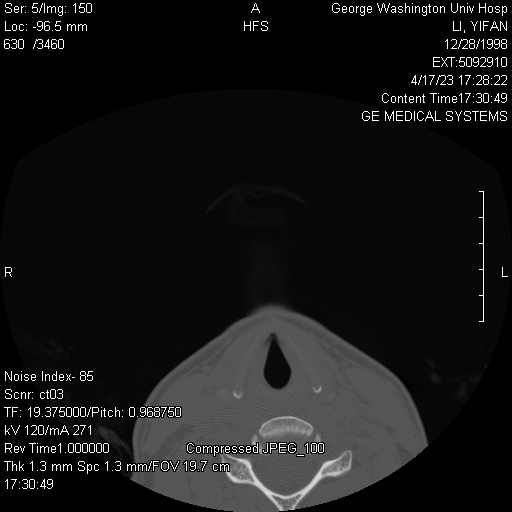 Ser: 5/Img: 150
Loc: -96.5 mm
630 /3460
A
HFS
George Washington Univ Hosp
LI, YIFAN
12/28/1998
EXT:5092910
4/17/23 17:28:22
Content Time17:30:49
GE MEDICAL SYSTEMS
R
L
Noise Index- 85
Scnr: ct03
TF: 19.375000/Pitch: 0.968750
kV 120/mA 271
Rev Time1.000000
Compressed JPEG_100
Thk 1.3 mm Spc 1.3 mm/FOV 19.7 cm
17:30:49